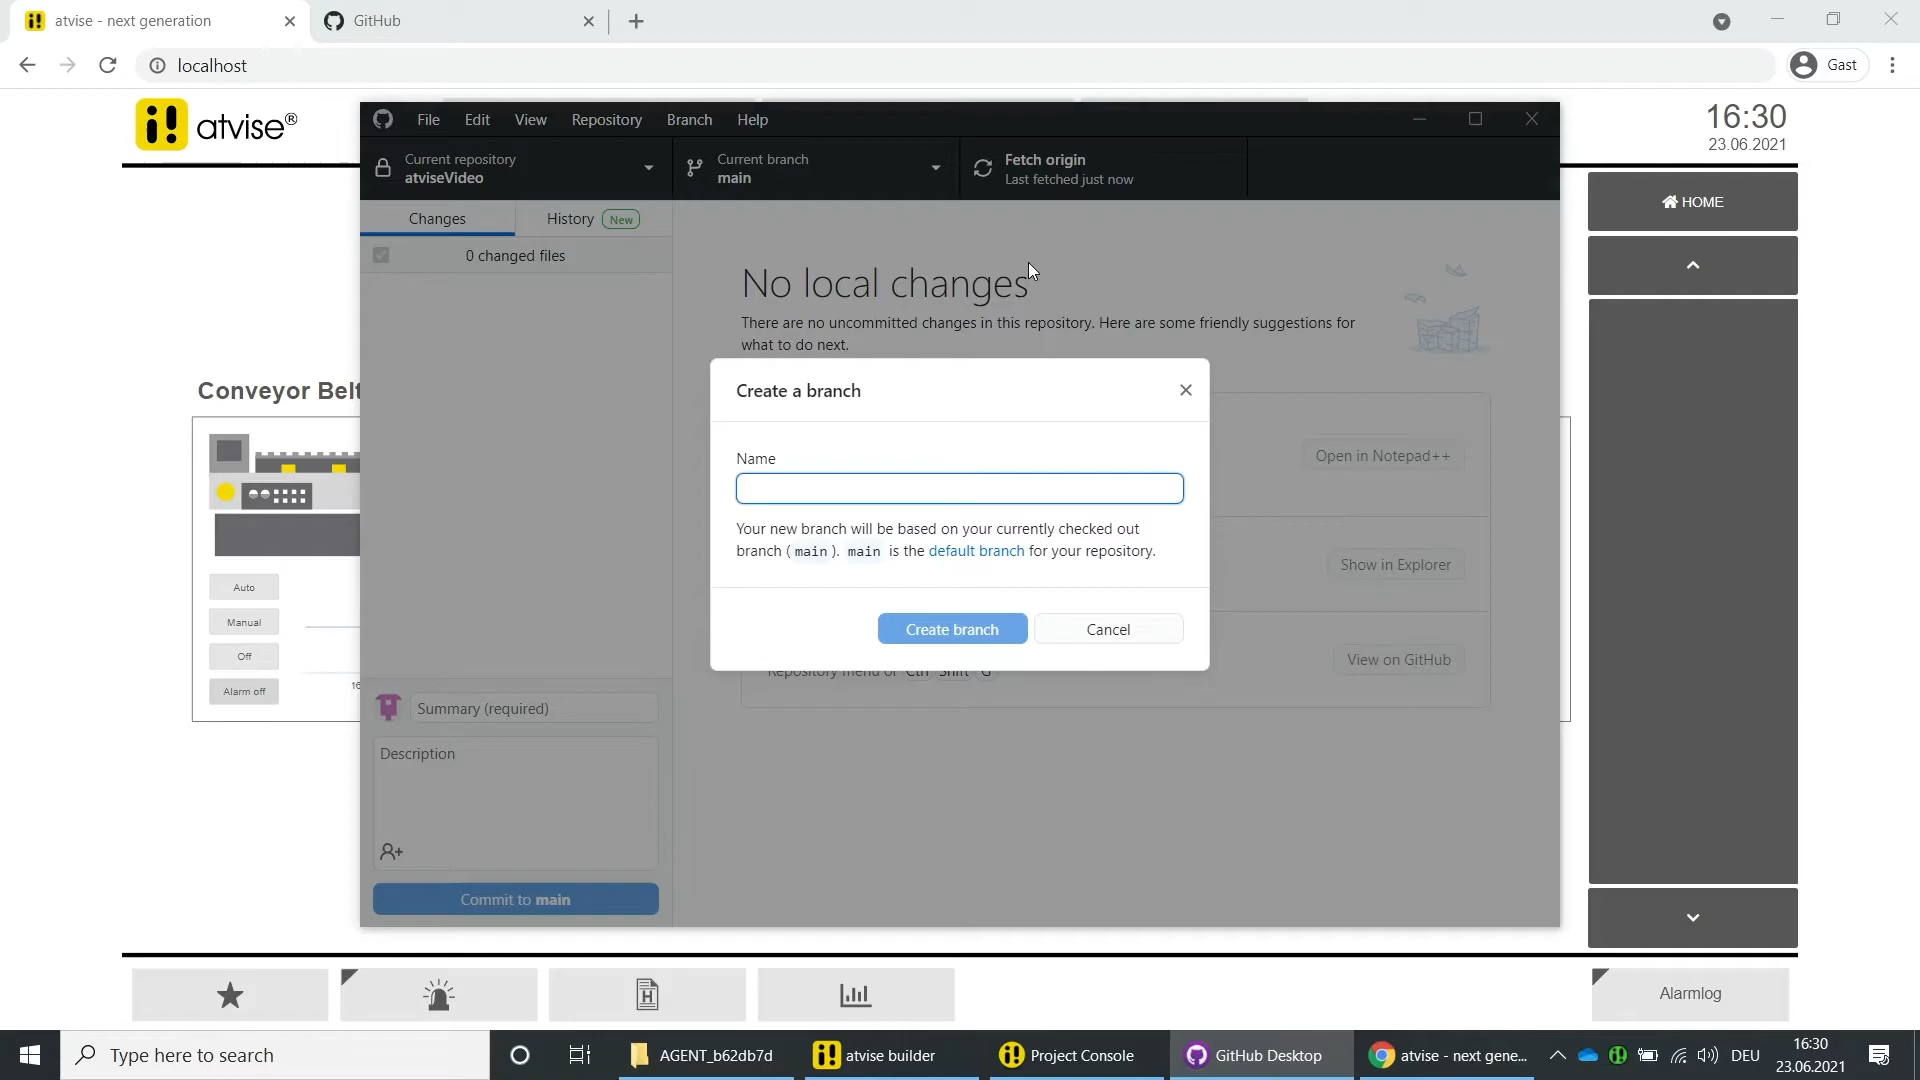 atvise - next generation
GitHub
localhost
Gast
atvise®
16:30
23.06.2021
HOME
Conveyor Belt
Auto
Manual
Off
Alarm off
16
File Edit View Repository Branch Help
Current repository
atviseVideo
Current branch
main
Fetch origin
Last fetched just now
Changes
History New
0 changed files
No local changes
There are no uncommitted changes in this repository. Here are some friendly suggestions for
what to do next.
Open in Notepad++
Show in Explorer
View on GitHub
Repository menu or Ctrl Shift G
Create a branch
Name
Your new branch will be based on your currently checked out
branch (main). main is the default branch for your repository.
Create branch
Cancel
Summary (required)
Description
Commit to main
H
Alarmlog
Type here to search
AGENT_b62db7d
atvise builder
Project Console
GitHub Desktop
atvise - next gene...
DEU
16:30
23.06.2021